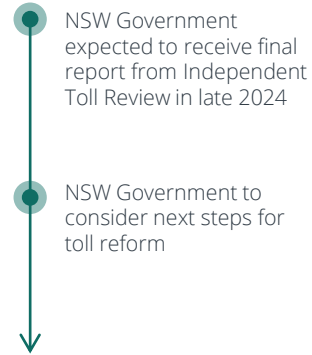 NSW Government
expected to receive final
report from Independent
Toll Review in late 2024
NSW Government to
consider next steps for
toll reform